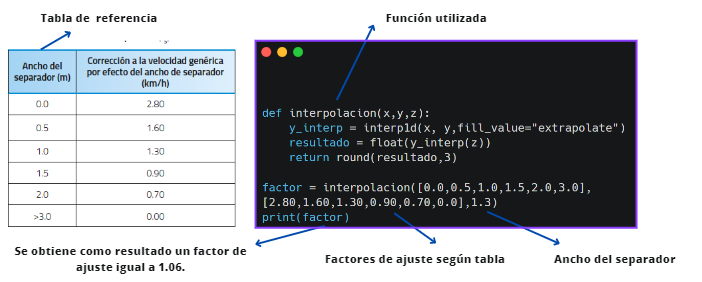 Tabla de referencia
Función utilizada
Ancho del separador (m)
Corrección a la velocidad genérica por efecto del ancho de separador (km/h)
0.0 2.80
0.5 1.60
1.0 1.30
1.5 0.90
2.0 0.70
>3.0 0.00
def interpolacion(x,y,z):
    y_interp = interp1d(x, y,fill_value="extrapolate")
    resultado = float(y_interp(z))
    return round(resultado,3)
factor = interpolacion([0.0,0.5,1.0,1.5,2.0,3.0],
[2.80,1.60,1.30,0.90,0.70,0.0],1.3)
print(factor)
Se obtiene como resultado un factor de
ajuste igual a 1.06.
Factores de ajuste según tabla
Ancho del separador